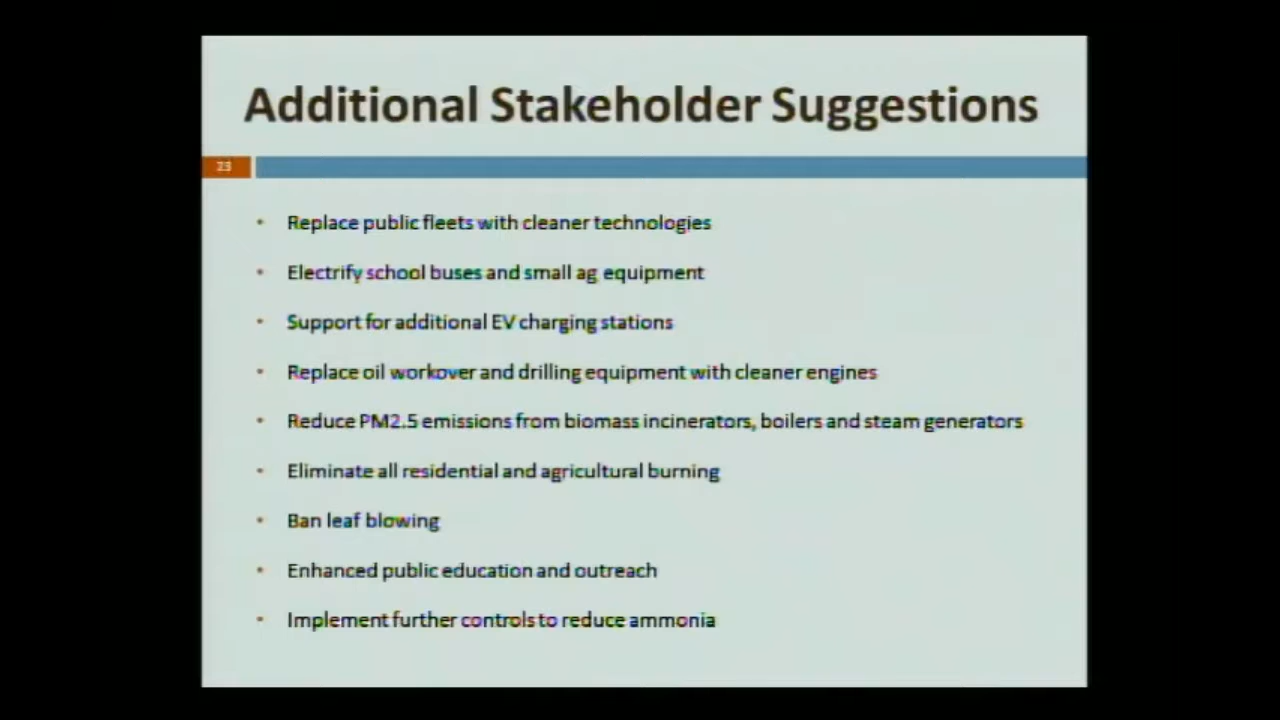 Additional Stakeholder Suggestions
23
• Replace public fleets with cleaner technologies
• Electrify school buses and small ag equipment
• Support for additional EV charging stations
• Replace oil workover and drilling equipment with cleaner engines
• Reduce PM2.5 emissions from biomass incinerators, boilers and steam generators
• Eliminate all residential and agricultural burning
• Ban leaf blowing
• Enhanced public education and outreach
• Implement further controls to reduce ammonia